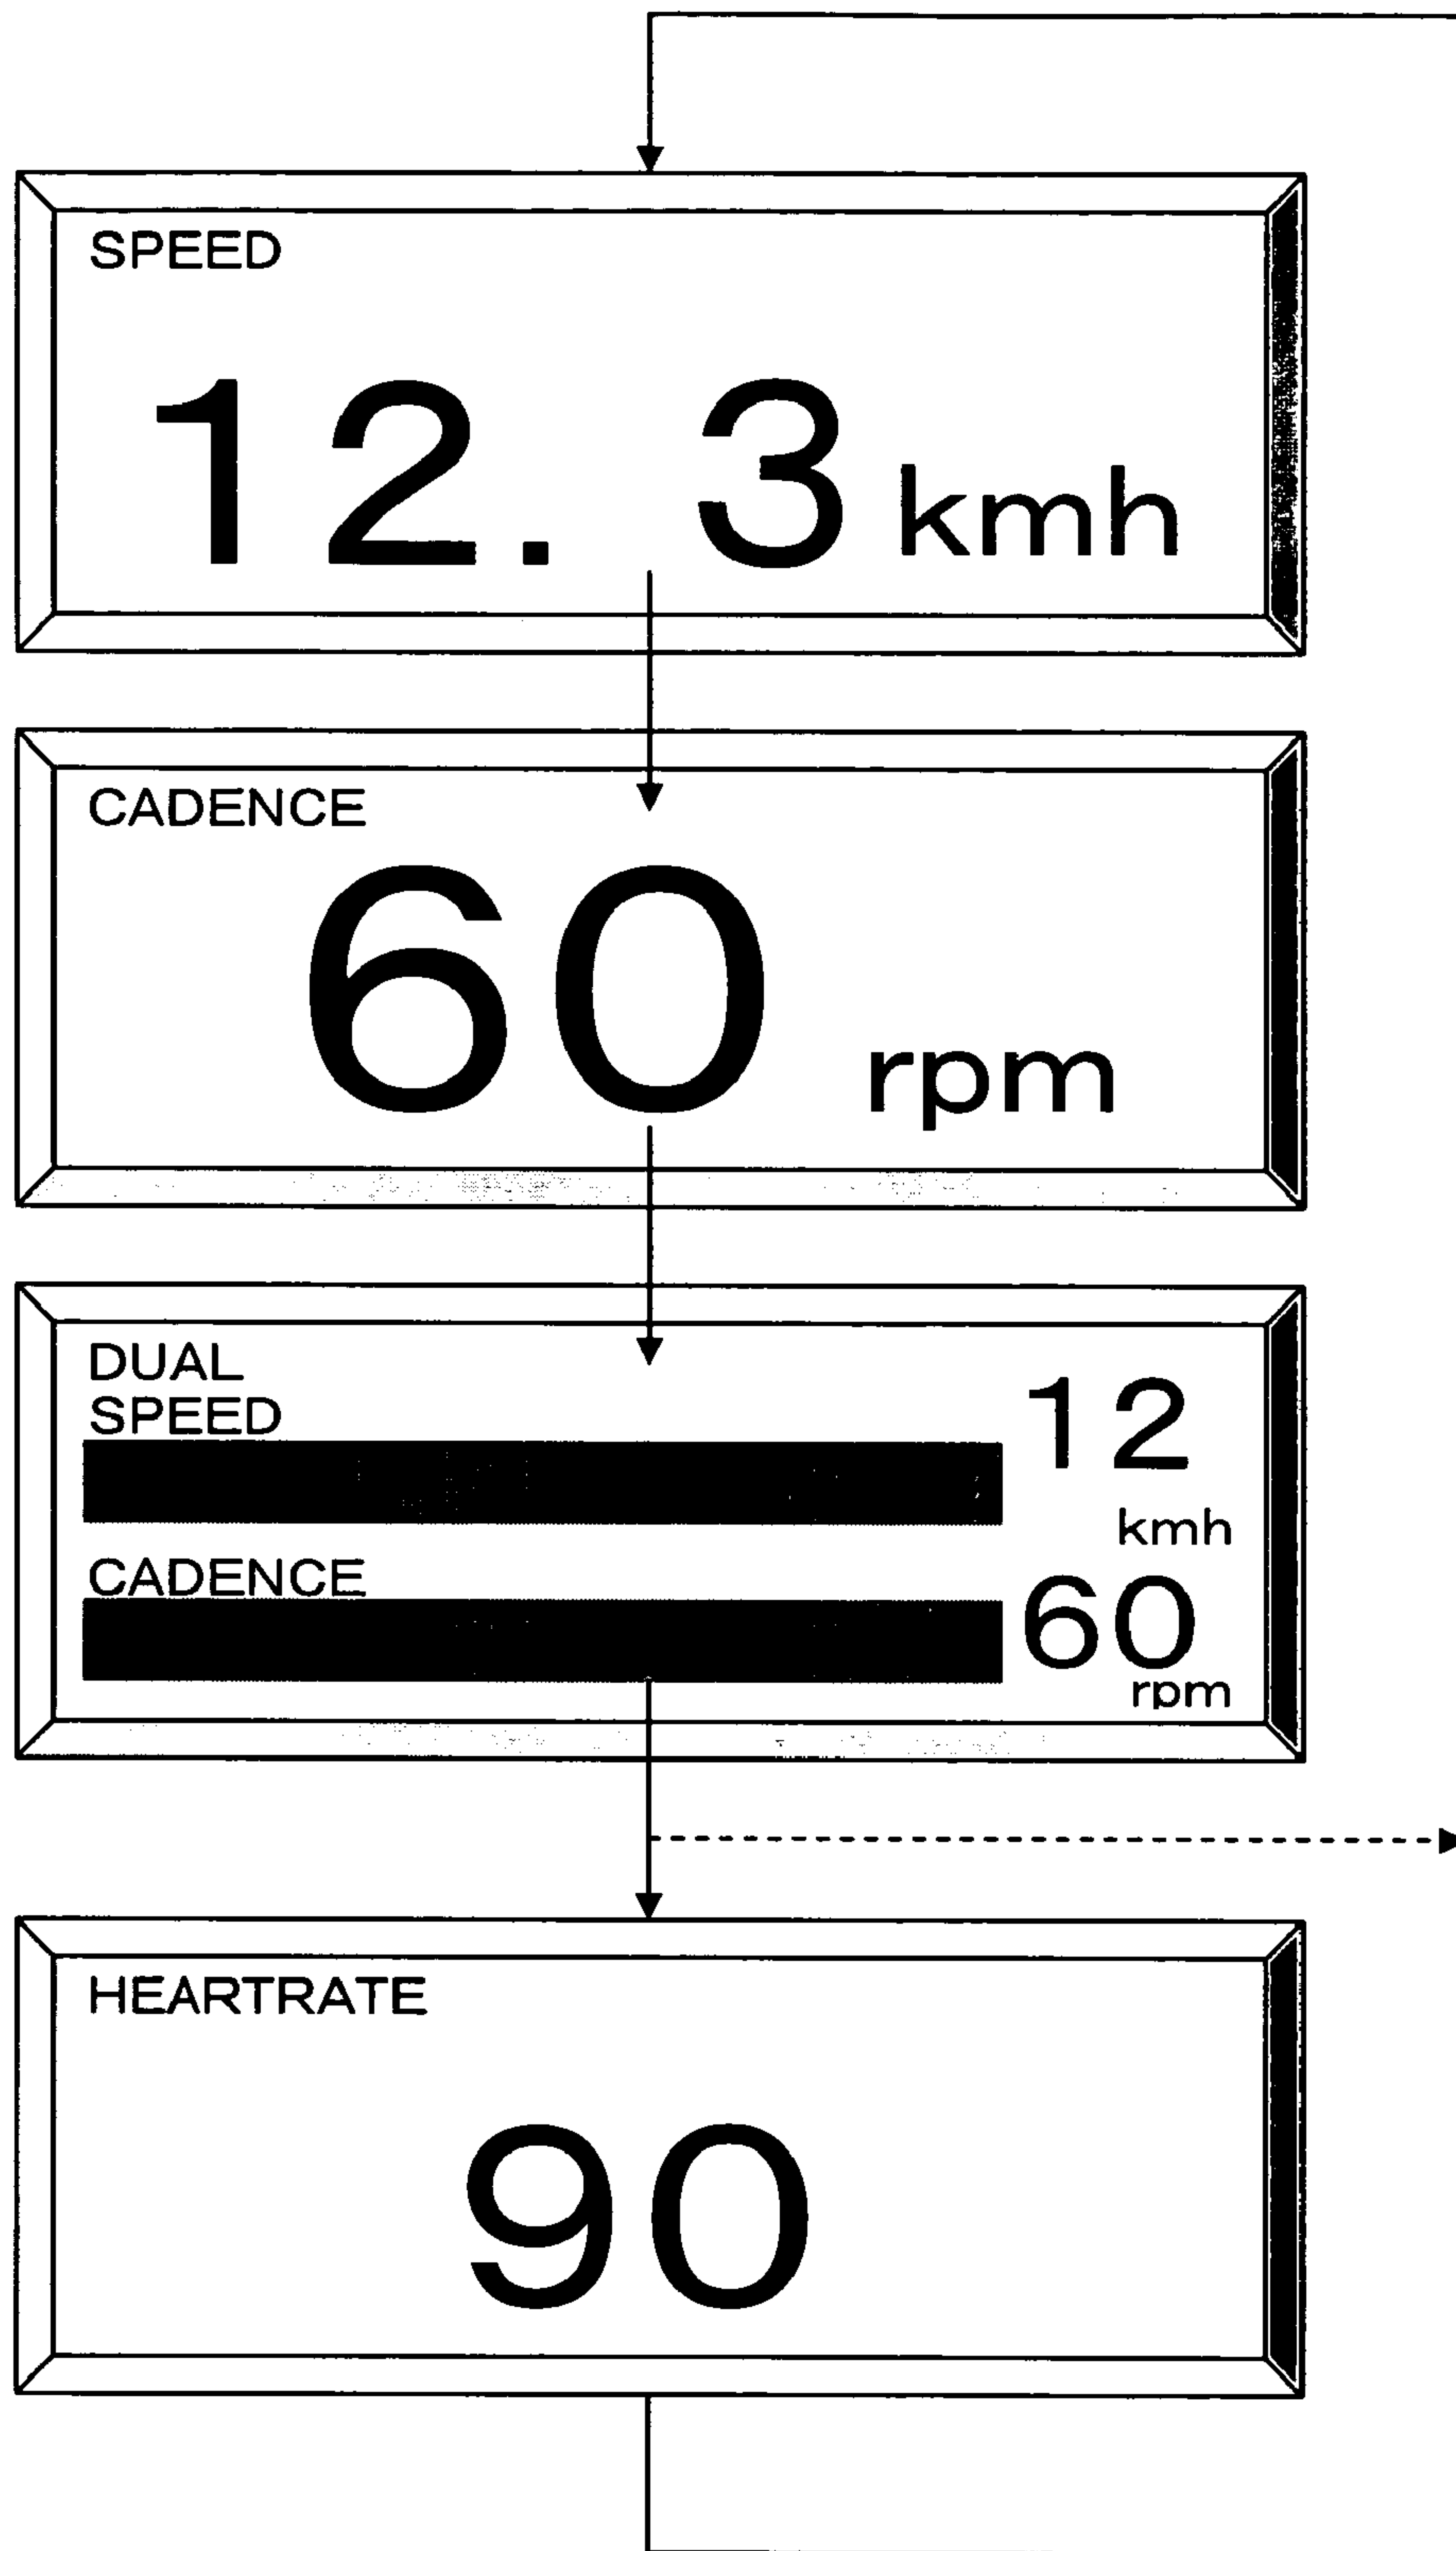 SPEED
12. 3 kmh
CADENCE
60 rpm
DUAL
SPEED
12
kmh
CADENCE
60
rpm
HEARTRATE
90